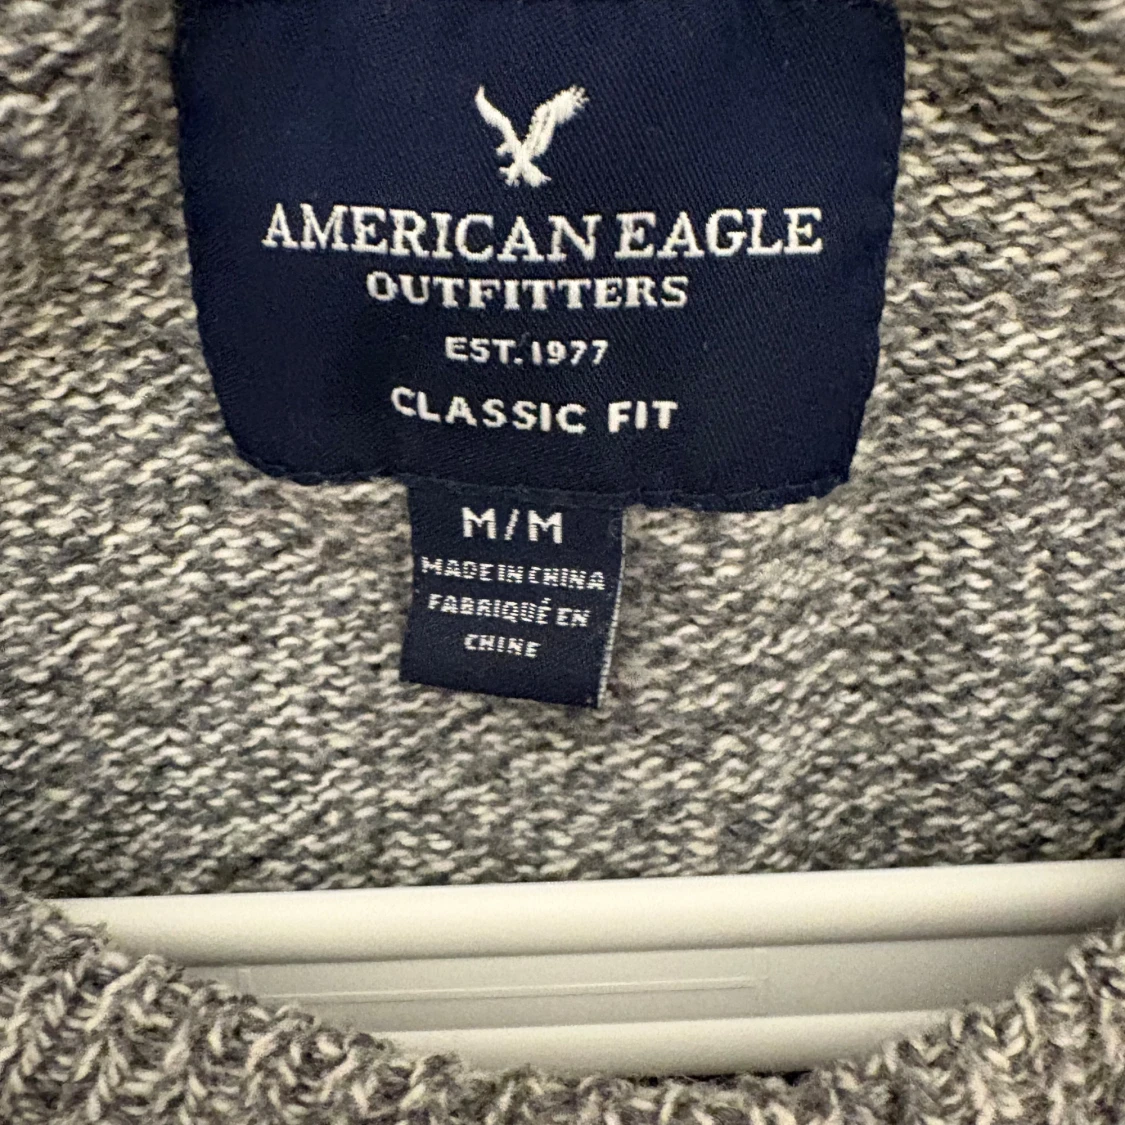 AMERICAN EAGLE
OUTFITTERS
EST. 1977
CLASSIC FIT
M/M
MADE IN CHINA
FABRIQUÉ EN
CHINE